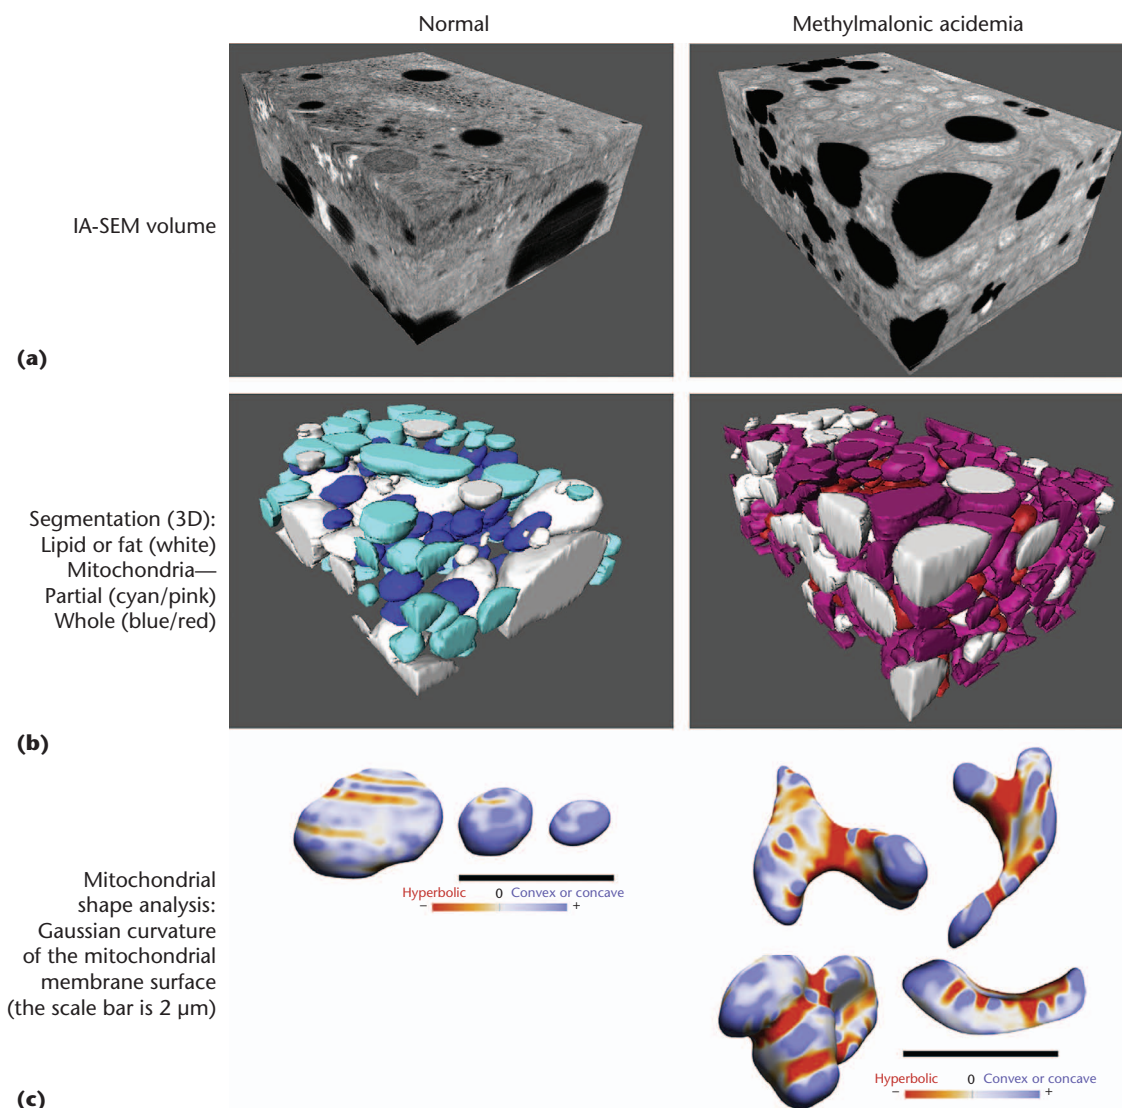 Normal
Methylmalonic acidemia
IA-SEM volume
(a)
Segmentation (3D):
Lipid or fat (white)
Mitochondria—
Partial (cyan/pink)
Whole (blue/red)
(b)
Mitochondrial
shape analysis:
Gaussian curvature
of the mitochondrial
membrane surface
(the scale bar is 2 µm)
Hyperbolic 0 Convex or concave
– +
Hyperbolic 0 Convex or concave
– +
(c)